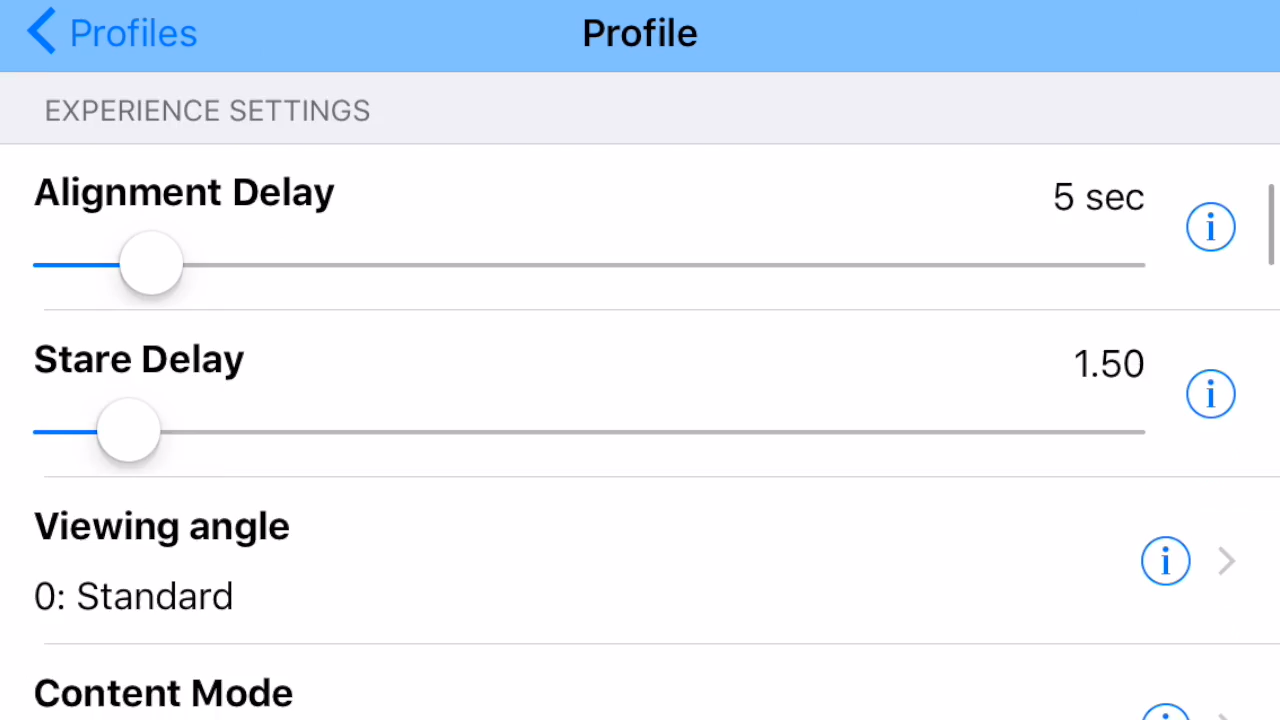 Profiles
Profile
EXPERIENCE SETTINGS
Alignment Delay
5 sec
Stare Delay
1.50
Viewing angle
0: Standard
Content Mode